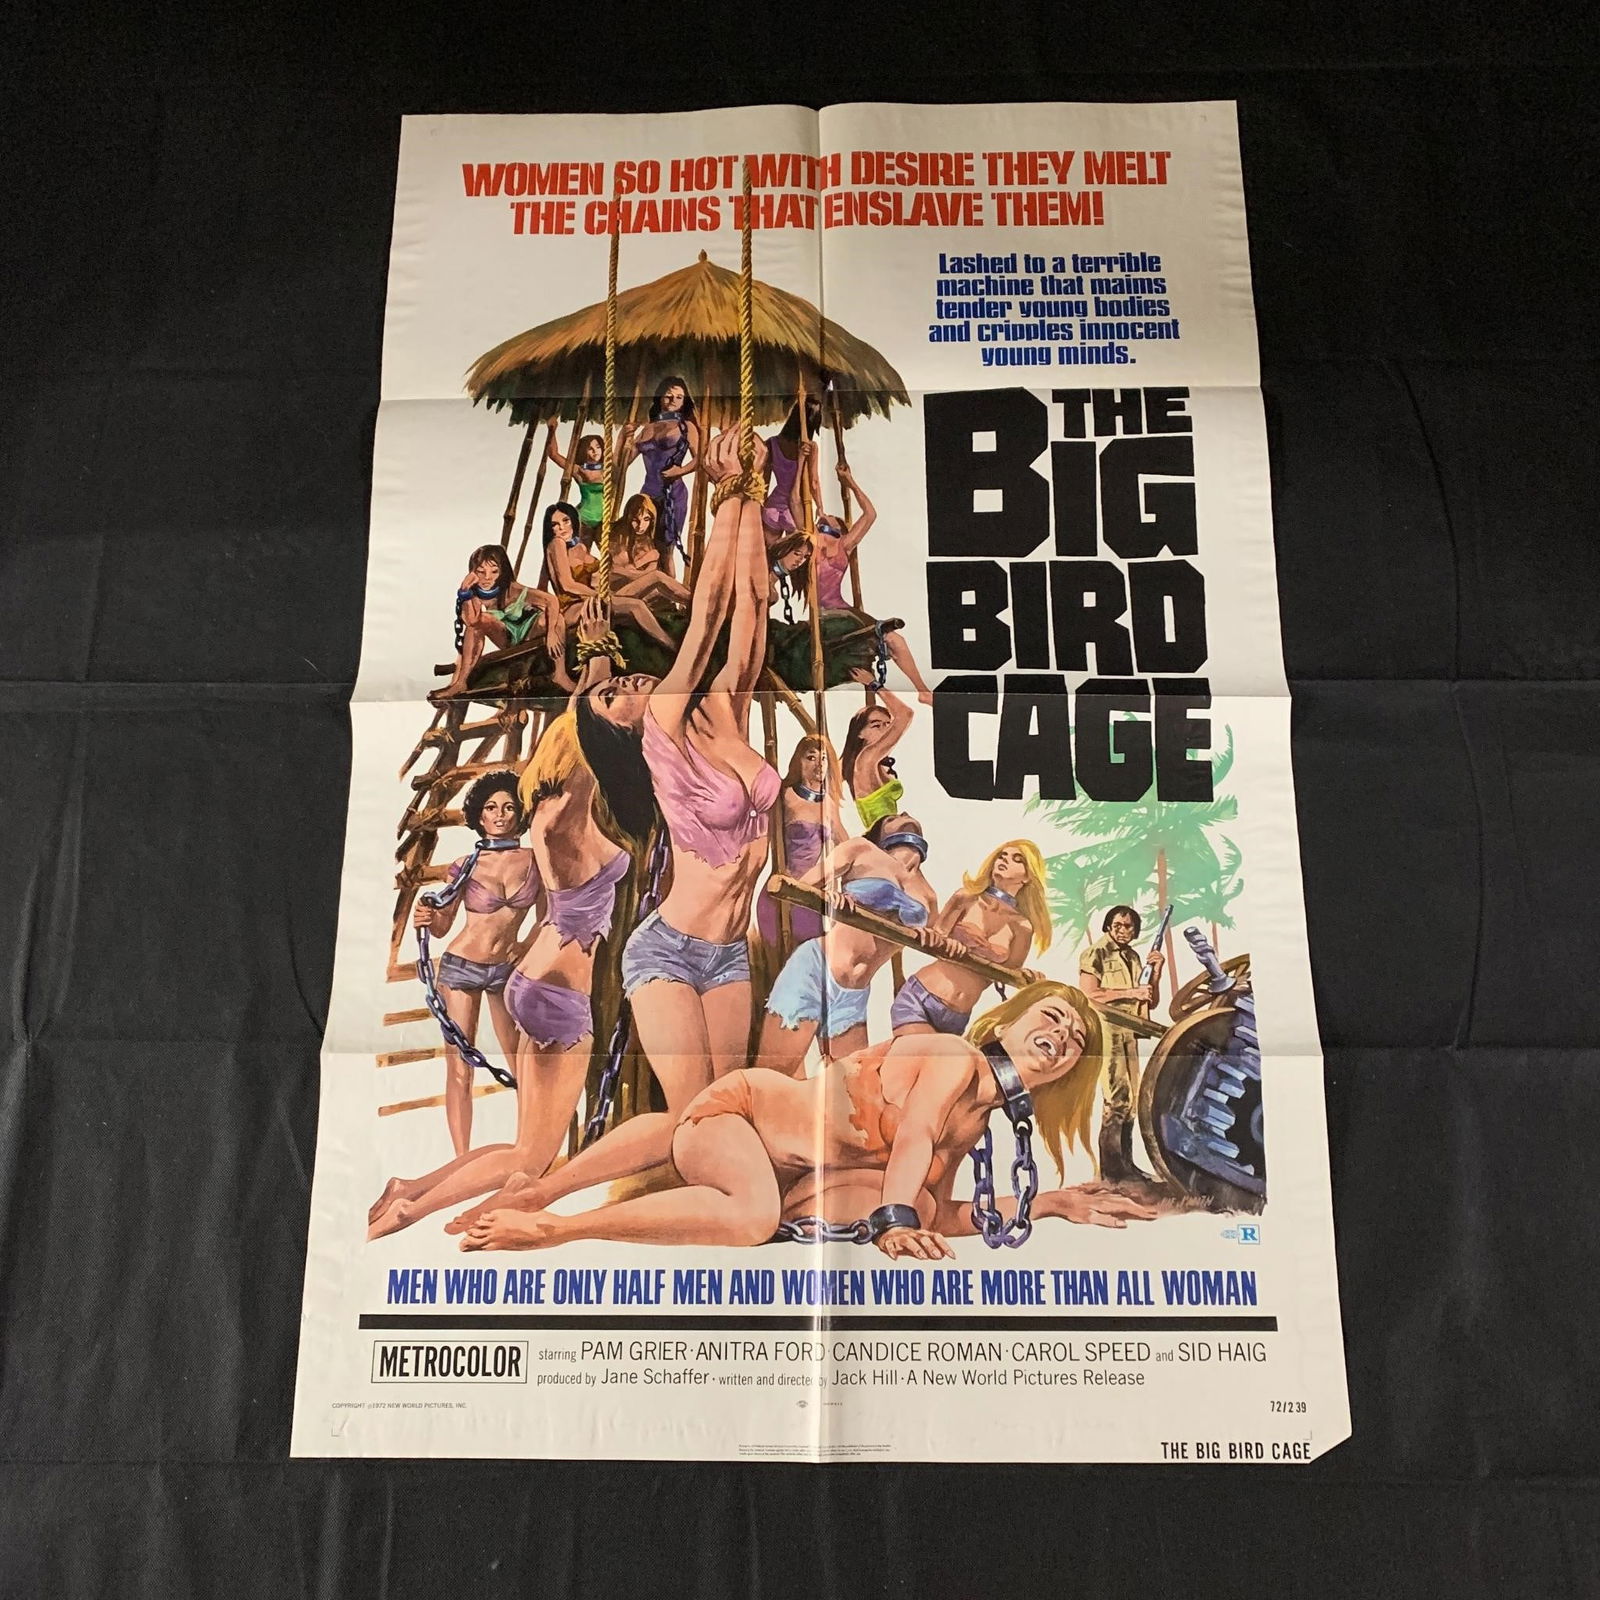 WOMEN SO HOT WITH DESIRE THEY MELT
THE CHAINS THAT ENSLAVE THEM!
Lashed to a terrible
machine that maims
tender young bodies
and cripples innocent
young minds.
THE
BIG
BIRD
CAGE
R
MEN WHO ARE ONLY HALF MEN AND WOMEN WHO ARE MORE THAN ALL WOMAN
METROCOLOR
starring PAM GRIER · ANITRA FORD · CANDICE ROMAN · CAROL SPEED and SID HAIG
produced by Jane Schaffer · written and directed by Jack Hill · A New World Pictures Release
COPYRIGHT ©1972 NEW WORLD PICTURES, INC.
72/239
THE BIG BIRD CAGE